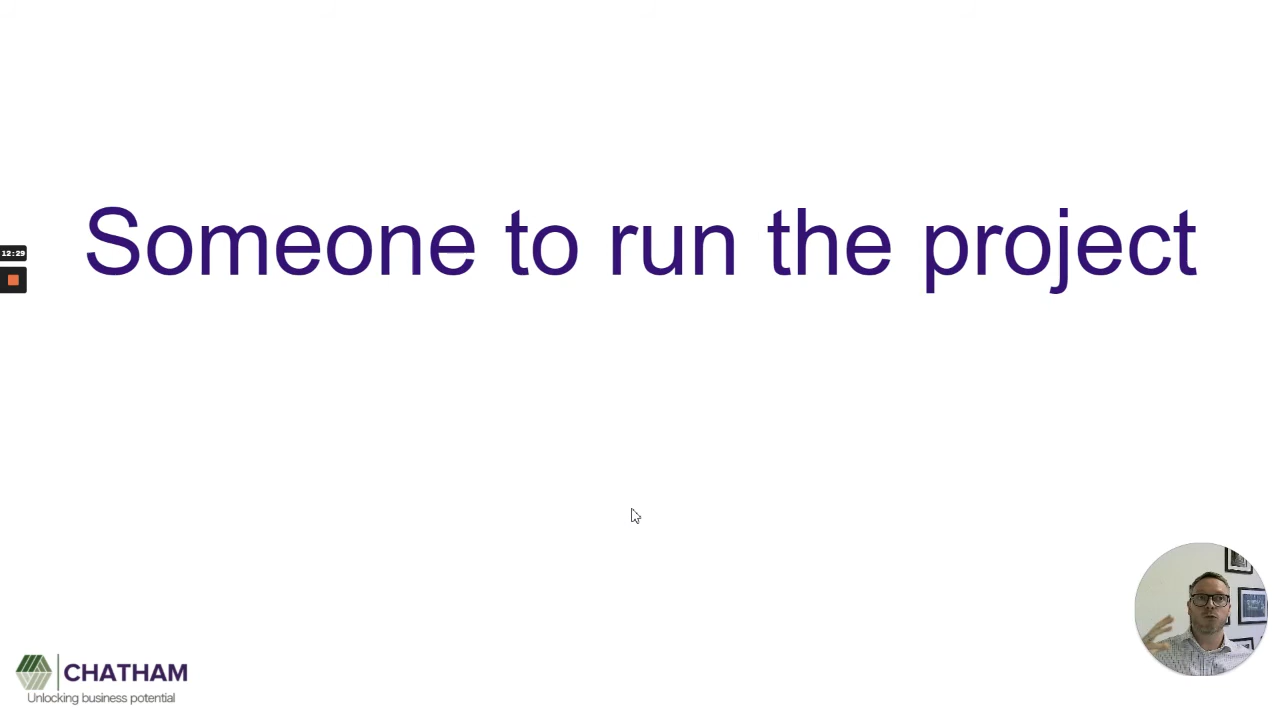 Someone to run the project
12:29
CHATHAM
Unlocking business potential